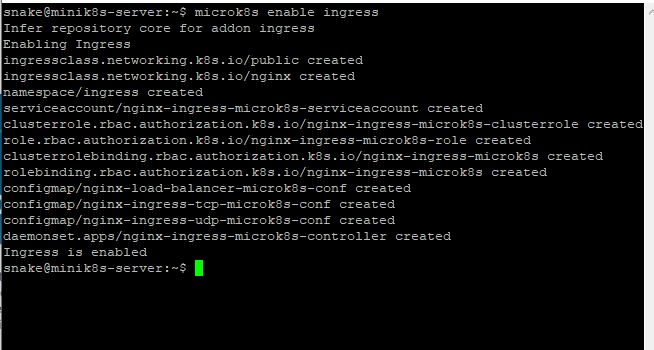 snake@minik8s-server:~$ microk8s enable ingress
Infer repository core for addon ingress
Enabling Ingress
ingressclass.networking.k8s.io/public created
ingressclass.networking.k8s.io/nginx created
namespace/ingress created
serviceaccount/nginx-ingress-microk8s-serviceaccount created
clusterrole.rbac.authorization.k8s.io/nginx-ingress-microk8s-clusterrole created
role.rbac.authorization.k8s.io/nginx-ingress-microk8s-role created
clusterrolebinding.rbac.authorization.k8s.io/nginx-ingress-microk8s created
rolebinding.rbac.authorization.k8s.io/nginx-ingress-microk8s created
configmap/nginx-load-balancer-microk8s-conf created
configmap/nginx-ingress-tcp-microk8s-conf created
configmap/nginx-ingress-udp-microk8s-conf created
daemonset.apps/nginx-ingress-microk8s-controller created
Ingress is enabled
snake@minik8s-server:~$